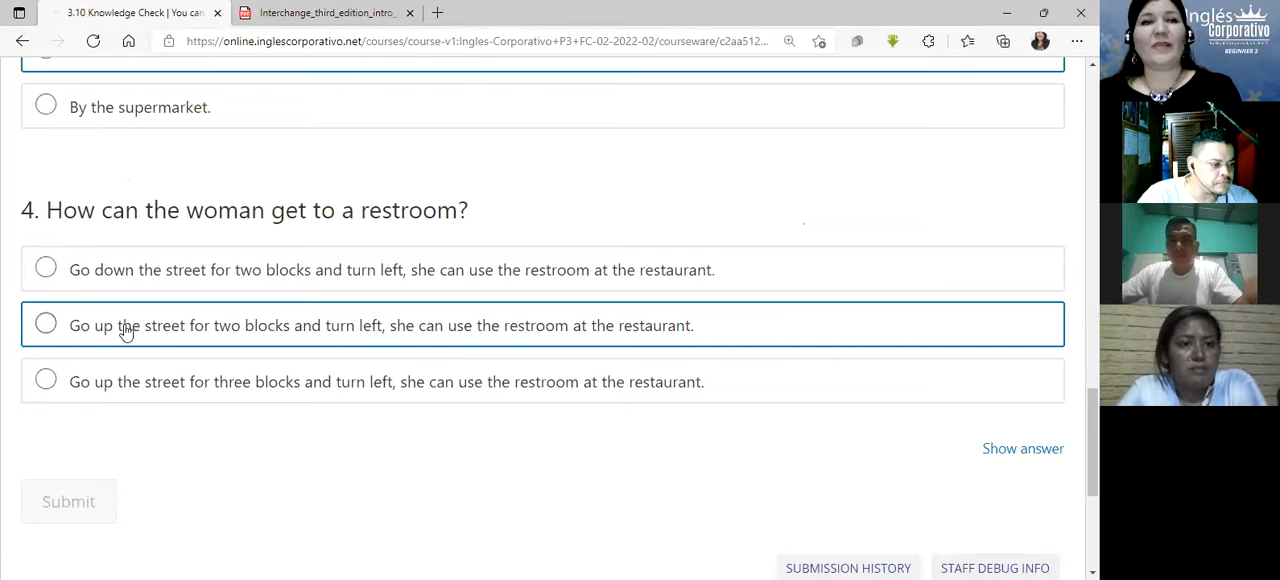 3.10 Knowledge Check | You can
Interchange_third_edition_intro_
https://online.inglescorporativo.net/courses/course-v1:Ingles-Corporativo+P3+FC-02-2022-02/courseware/c2aa512...
Inglés
Corporativo
BEGINNER 3
By the supermarket.
4. How can the woman get to a restroom?
Go down the street for two blocks and turn left, she can use the restroom at the restaurant.
Go up the street for two blocks and turn left, she can use the restroom at the restaurant.
Go up the street for three blocks and turn left, she can use the restroom at the restaurant.
Show answer
Submit
SUBMISSION HISTORY
STAFF DEBUG INFO